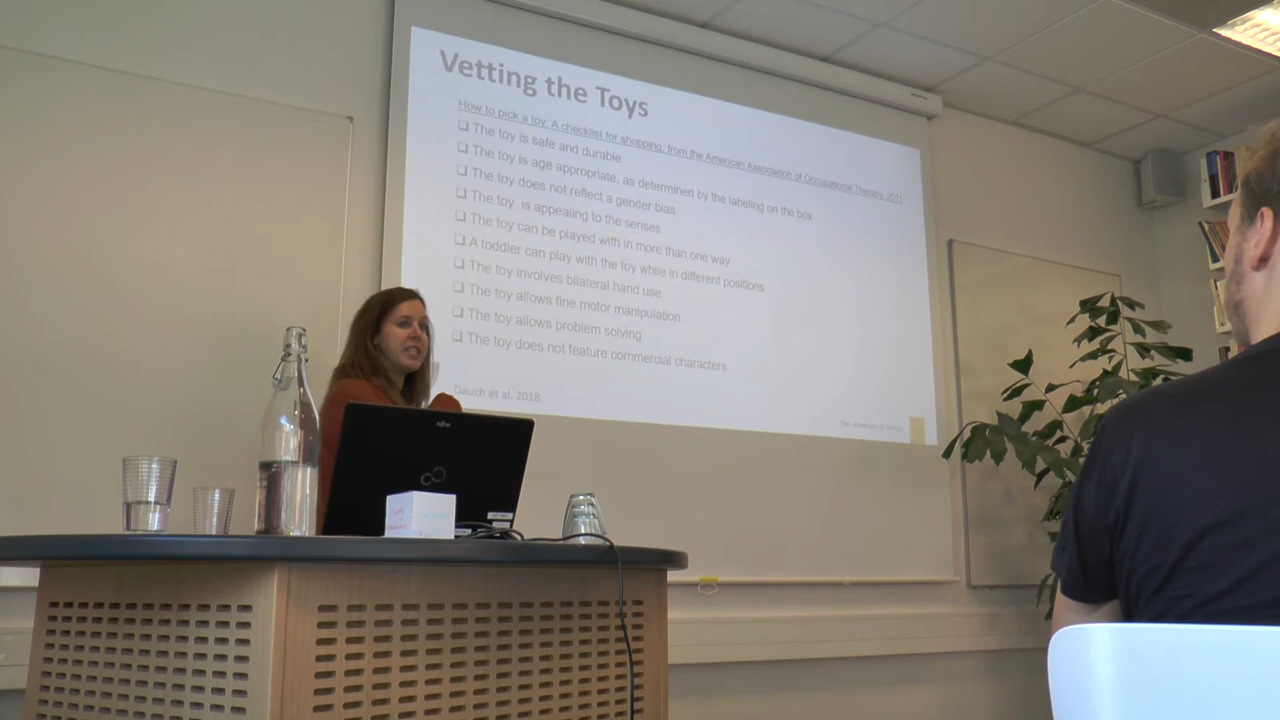 Vetting the Toys
How to pick a toy: A checklist for shopping, from the American Association of Occupational Therapy, 2011
❑ The toy is safe and durable
❑ The toy is age appropriate, as determined by the labeling on the box
❑ The toy does not reflect a gender bias
❑ The toy is appealing to the senses
❑ The toy can be played with in more than one way
❑ A toddler can play with the toy while in different positions
❑ The toy involves bilateral hand use
❑ The toy allows fine motor manipulation
❑ The toy allows problem solving
❑ The toy does not feature commercial characters
Dauch et al. 2018
The University of
FUJITSU